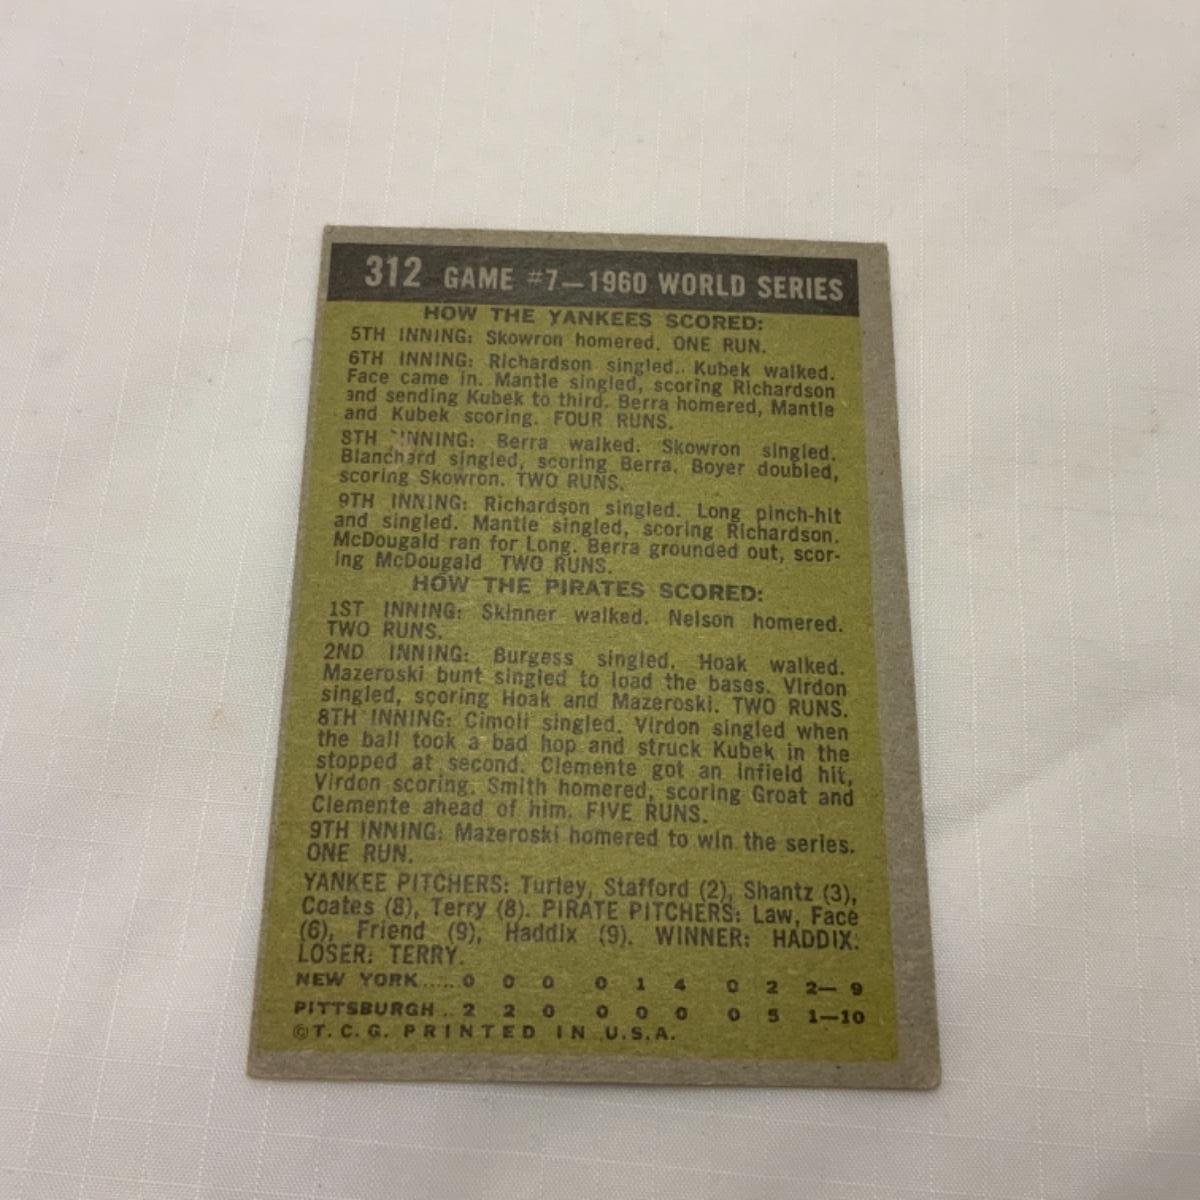 312 GAME #7—1960 WORLD SERIES
HOW THE YANKEES SCORED:
5TH INNING: Skowron homered. ONE RUN.
6TH INNING: Richardson singled.. Kubek walked.
Face came in. Mantle singled, scoring Richardson
and sending Kubek to third. Berra homered, Mantle
and Kubek scoring. FOUR RUNS.
8TH INNING: Berra walked. Skowron singled.
Blanchard singled, scoring Berra. Boyer doubled,
scoring Skowron. TWO RUNS.
9TH INNING: Richardson singled. Long pinch-hit
and singled. Mantle singled, scoring Richardson.
McDougald ran for Long. Berra grounded out, scor-
ing McDougald TWO RUNS.
HOW THE PIRATES SCORED:
1ST INNING: Skinner walked. Nelson homered.
TWO RUNS.
2ND INNING: Burgess singled. Hoak walked.
Mazeroski bunt singled to load the bases. Virdon
singled, scoring Hoak and Mazeroski. TWO RUNS.
8TH INNING: Cimoli singled. Virdon singled when
the ball took a bad hop and struck Kubek in the
stopped at second. Clemente got an infield hit,
Virdon scoring. Smith homered, scoring Groat and
Clemente ahead of him. FIVE RUNS.
9TH INNING: Mazeroski homered to win the series.
ONE RUN.
YANKEE PITCHERS: Turley, Stafford (2), Shantz (3),
Coates (8), Terry (8). PIRATE PITCHERS: Law, Face
(6), Friend (9), Haddix (9). WINNER: HADDIX.
LOSER: TERRY.
NEW YORK..... 0 0 0 0 1 4 0 2 2— 9
PITTSBURGH .. 2 2 0 0 0 0 0 5 1—10
©T.C.G. PRINTED IN U.S.A.